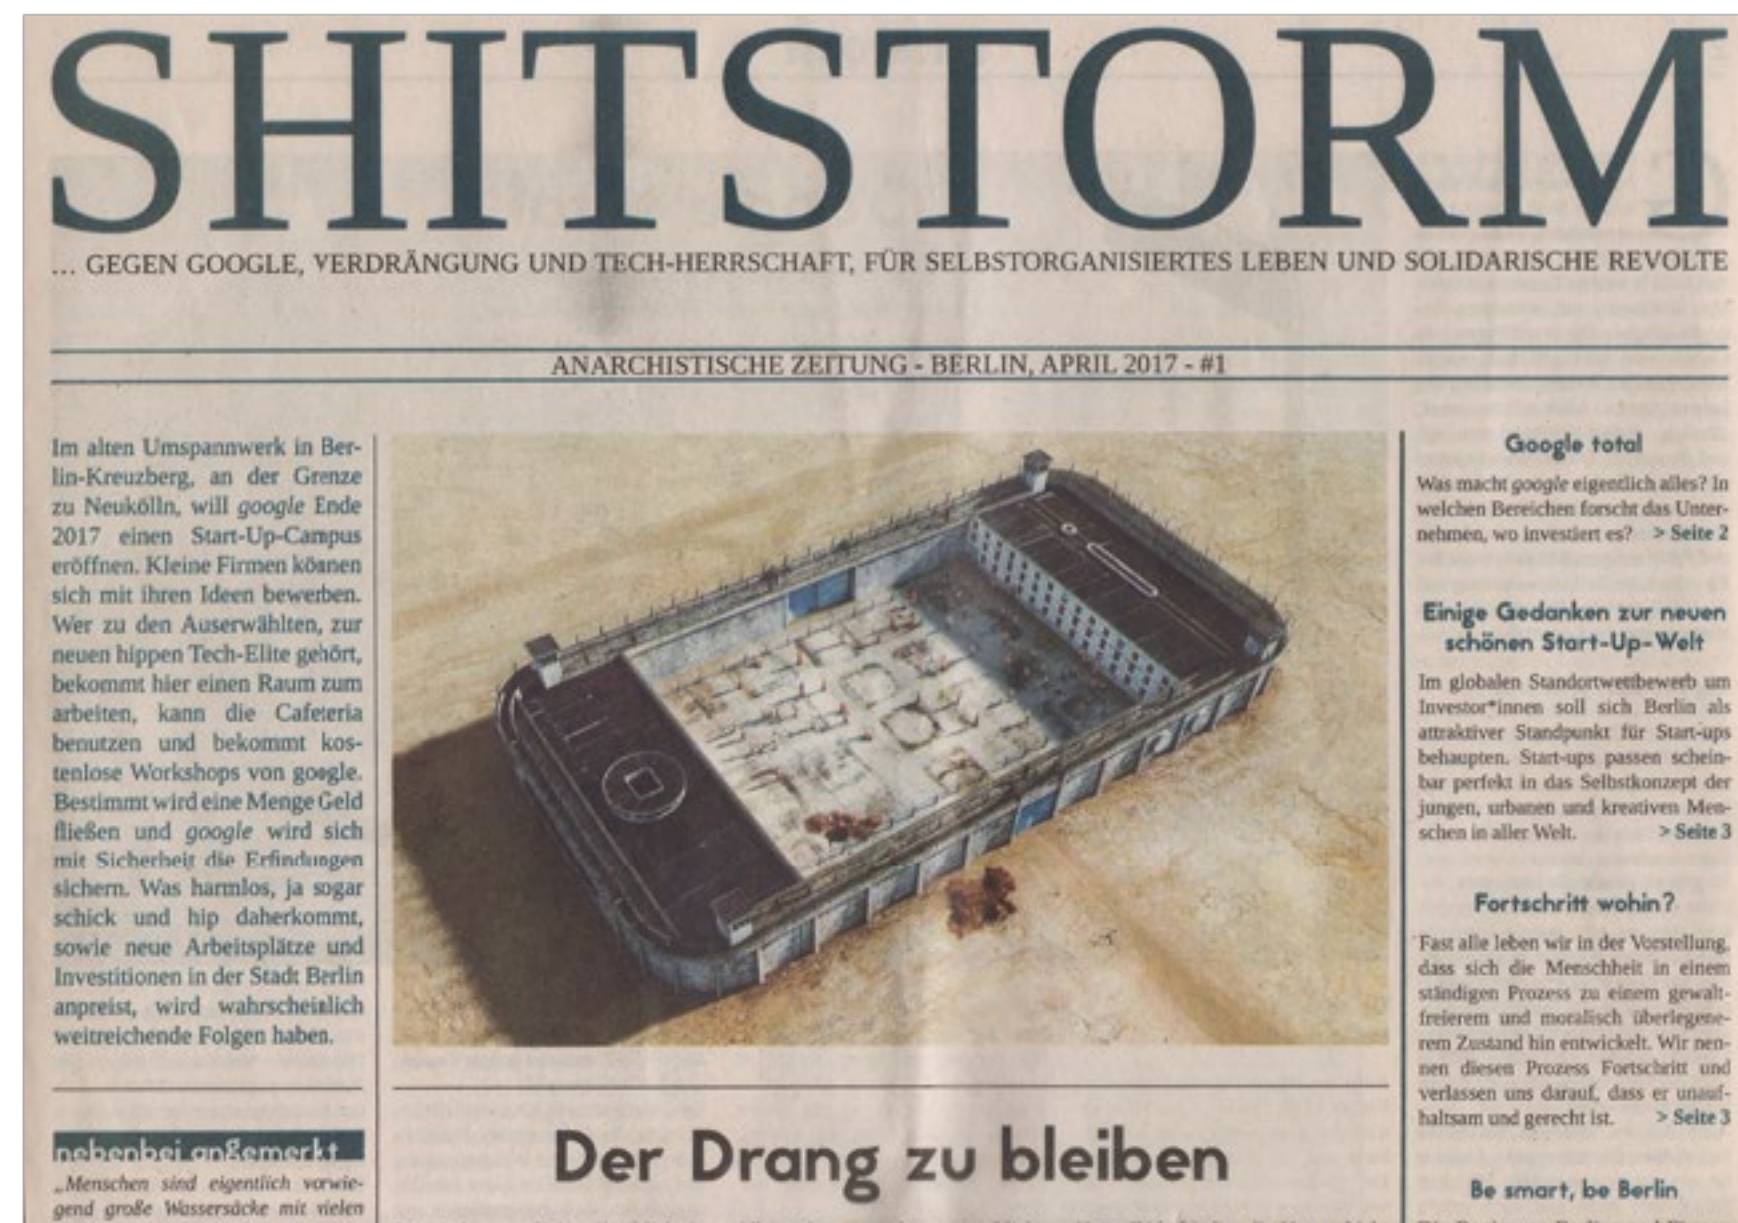 SHITSTORM
... GEGEN GOOGLE, VERDRÄNGUNG UND TECH-HERRSCHAFT, FÜR SELBSTORGANISIERTES LEBEN UND SOLIDARISCHE REVOLTE
ANARCHISTISCHE ZEITUNG - BERLIN, APRIL 2017 - #1
Im alten Umspannwerk in Ber-
lin-Kreuzberg, an der Grenze
zu Neukölln, will google Ende
2017 einen Start-Up-Campus
eröffnen. Kleine Firmen können
sich mit ihren Ideen bewerben.
Wer zu den Auserwählten, zur
neuen hippen Tech-Elite gehört,
bekommt hier einen Raum zum
arbeiten, kann die Cafeteria
benutzen und bekommt kos-
tenlose Workshops von google.
Bestimmt wird eine Menge Geld
fließen und google wird sich
mit Sicherheit die Erfindungen
sichern. Was harmlos, ja sogar
schick und hip daherkommt,
sowie neue Arbeitsplätze und
Investitionen in der Stadt Berlin
anpreist, wird wahrscheinlich
weitreichende Folgen haben.
nebenbei angemerkt
„Menschen sind eigentlich vorwie-
gend große Wassersäcke mit vielen
Der Drang zu bleiben
Google total
Was macht google eigentlich alles? In
welchen Bereichen forscht das Unter-
nehmen, wo investiert es? > Seite 2
Einige Gedanken zur neuen
schönen Start-Up-Welt
Im globalen Standortwettbewerb um
Investor*innen soll sich Berlin als
attraktiver Standpunkt für Start-ups
behaupten. Start-ups passen schein-
bar perfekt in das Selbstkonzept der
jungen, urbanen und kreativen Men-
schen in aller Welt. > Seite 3
Fortschritt wohin?
Fast alle leben wir in der Vorstellung,
dass sich die Menschheit in einem
ständigen Prozess zu einem gewalt-
freierem und moralisch überlegene-
rem Zustand hin entwickelt. Wir nen-
nen diesen Prozess Fortschritt und
verlassen uns darauf, dass er unauf-
haltsam und gerecht ist. > Seite 3
Be smart, be Berlin